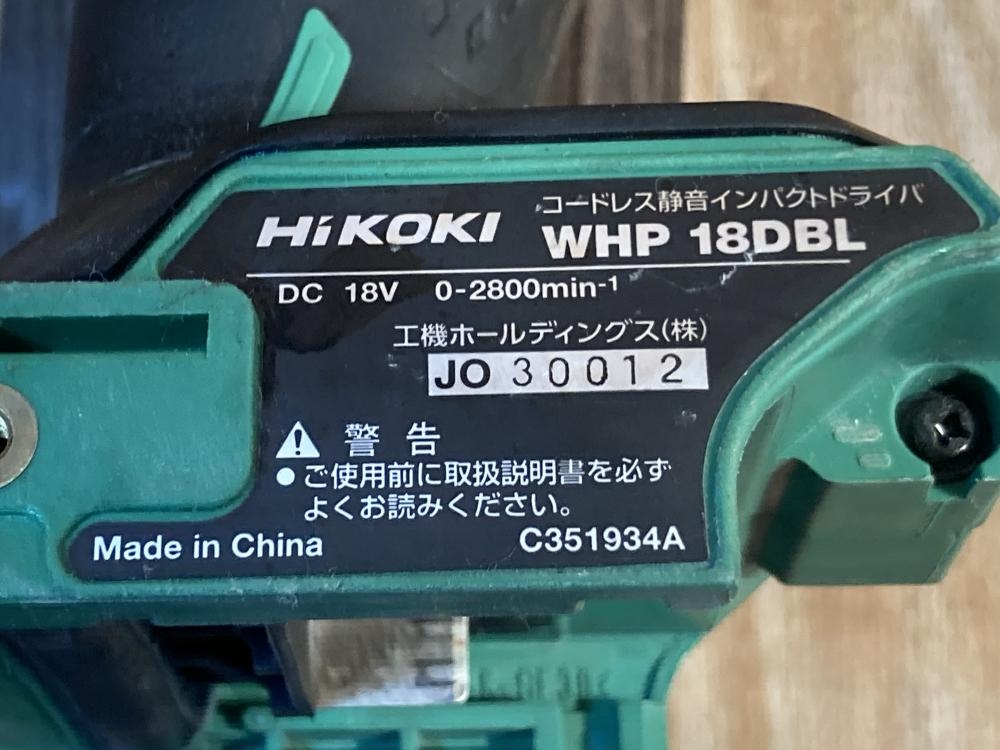 HiKOKI
コードレス静音インパクトドライバ
WHP 18DBL
DC 18V 0-2800min-1
工機ホールディングス(株)
JO 30012
警告
●ご使用前に取扱説明書を必ず
よくお読みください。
Made in China
C351934A